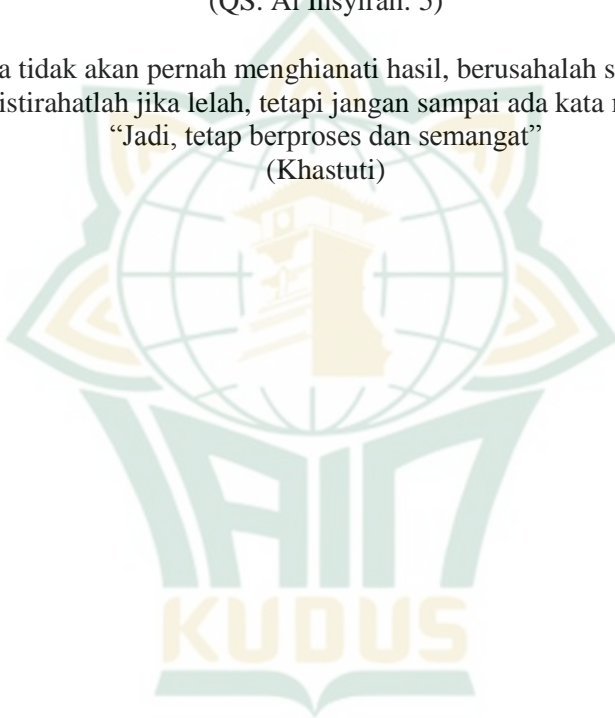 (QS. Al Insyirah: 5)
a tidak akan pernah menghianati hasil, berusahalah s
istirahatlah jika lelah, tetapi jangan sampai ada kata
“Jadi, tetap berproses dan semangat”
(Khastuti)
IAIN
KUDUS